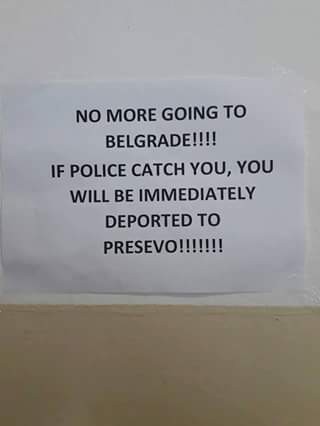 NO MORE GOING TO
BELGRADE!!!!
IF POLICE CATCH YOU, YOU
WILL BE IMMEDIATELY
DEPORTED TO
PRESEVO!!!!!!!